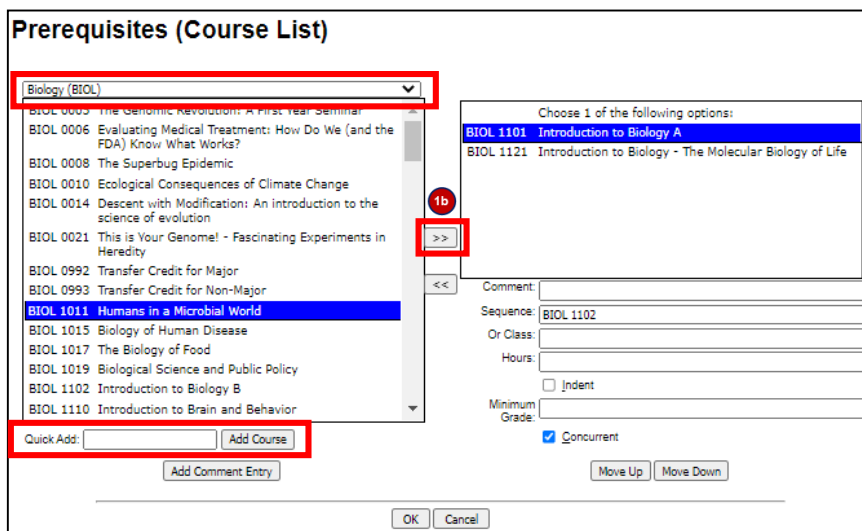 Prerequisites (Course List)
Biology (BIOL)
BIOL 0005 The Genomic Revolution: A First Year Seminar
BIOL 0006 Evaluating Medical Treatment: How Do We (and the
FDA) Know What Works?
BIOL 0008 The Superbug Epidemic
BIOL 0010 Ecological Consequences of Climate Change
BIOL 0014 Descent with Modification: An introduction to the
science of evolution
BIOL 0021 This is Your Genome! - Fascinating Experiments in
Heredity
BIOL 0992 Transfer Credit for Major
BIOL 0993 Transfer Credit for Non-Major
BIOL 1011 Humans in a Microbial World
BIOL 1015 Biology of Human Disease
BIOL 1017 The Biology of Food
BIOL 1019 Biological Science and Public Policy
BIOL 1102 Introduction to Biology B
BIOL 1110 Introduction to Brain and Behavior
Quick Add:
Add Course
Add Comment Entry
1b
>>
<<
Choose 1 of the following options:
BIOL 1101 Introduction to Biology A
BIOL 1121 Introduction to Biology - The Molecular Biology of Life
Comment:
Sequence: BIOL 1102
Or Class:
Hours:
Indent
Minimum
Grade:
Concurrent
Move Up
Move Down
OK
Cancel